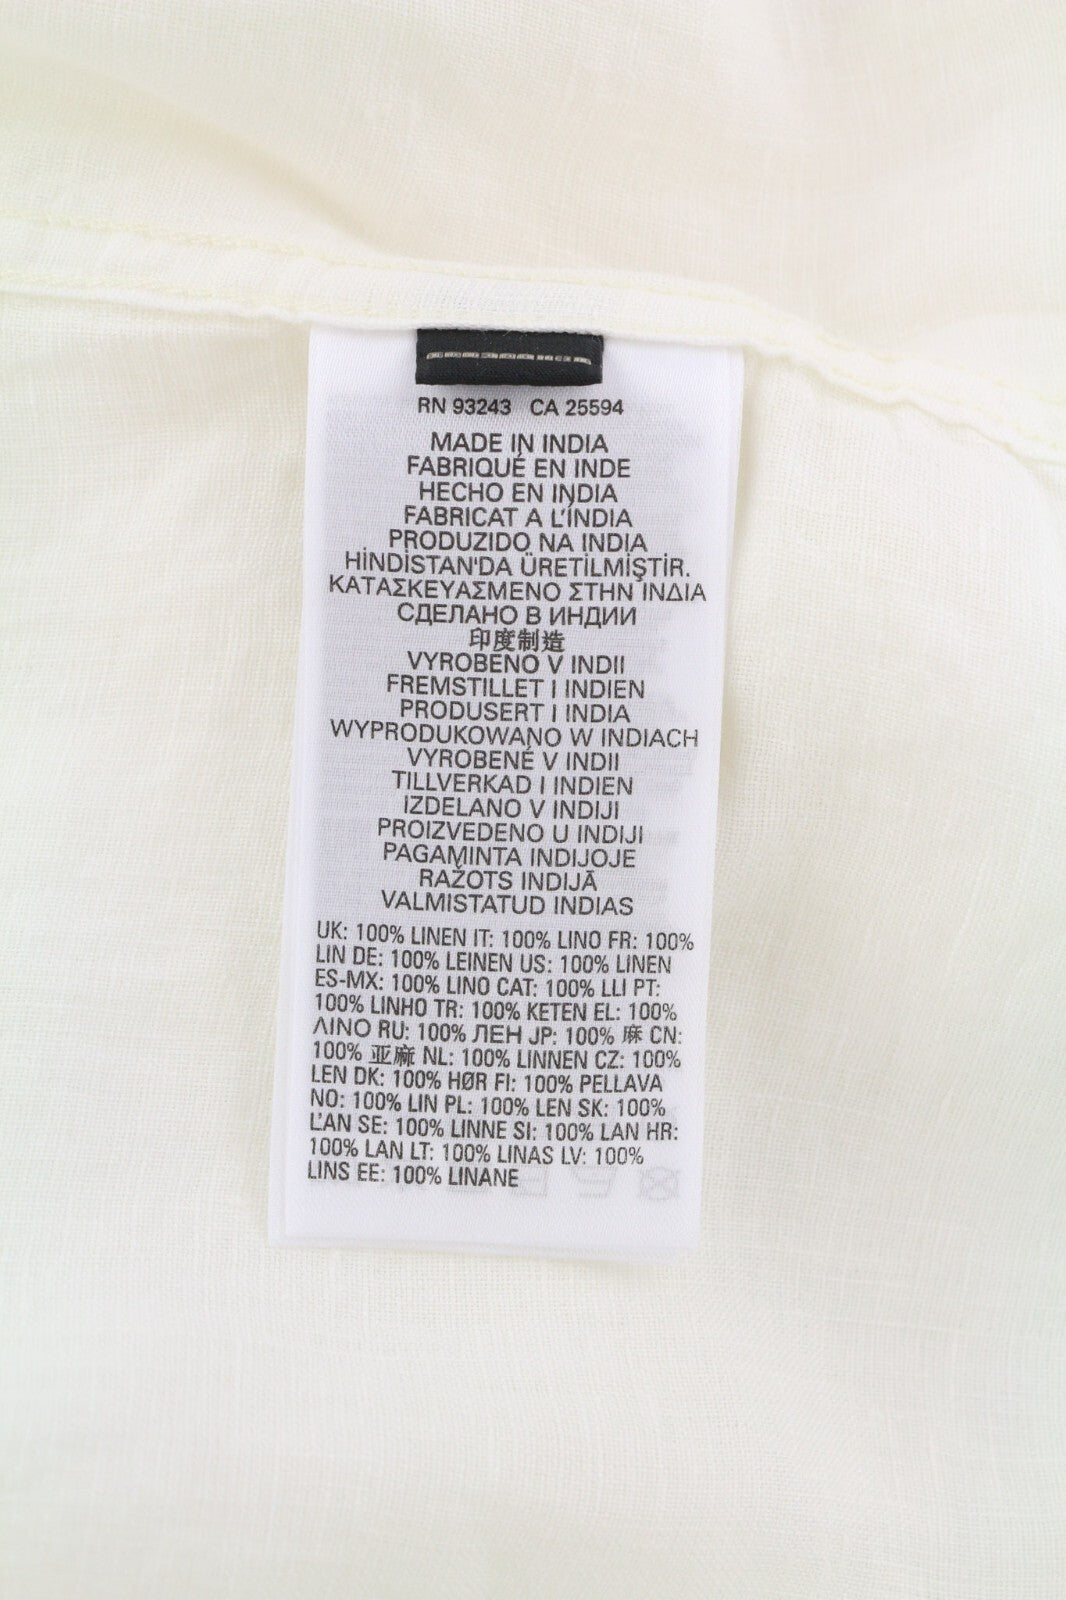 RN 93243 CA 25594
MADE IN INDIA
FABRIQUÉ EN INDE
HECHO EN INDIA
FABRICAT A L'ÍNDIA
PRODUZIDO NA INDIA
HİNDİSTAN'DA ÜRETİLMİŞTİR.
ΚΑΤΑΣΚΕΥΑΣΜΕΝΟ ΣΤΗΝ ΙΝΔΙΑ
СДЕЛАНО В ИНДИИ
印度制造
VYROBENO V INDII
FREMSTILLET I INDIEN
PRODUSERT I INDIA
WYPRODUKOWANO W INDIACH
VYROBENÉ V INDII
TILLVERKAD I INDIEN
IZDELANO V INDIJI
PROIZVEDENO U INDIJI
PAGAMINTA INDIJOJE
RAŽOTS INDIJĀ
VALMISTATUD INDIAS
UK: 100% LINEN IT: 100% LINO FR: 100%
LIN DE: 100% LEINEN US: 100% LINEN
ES-MX: 100% LINO CAT: 100% LLI PT:
100% LINHO TR: 100% KETEN EL: 100%
ΛΙΝΟ RU: 100% ЛЕН JP: 100% 麻 CN:
100% 亚麻 NL: 100% LINNEN CZ: 100%
LEN DK: 100% HØR FI: 100% PELLAVA
NO: 100% LIN PL: 100% LEN SK: 100%
ĽAN SE: 100% LINNE SI: 100% LAN HR:
100% LAN LT: 100% LINAS LV: 100%
LINS EE: 100% LINANE